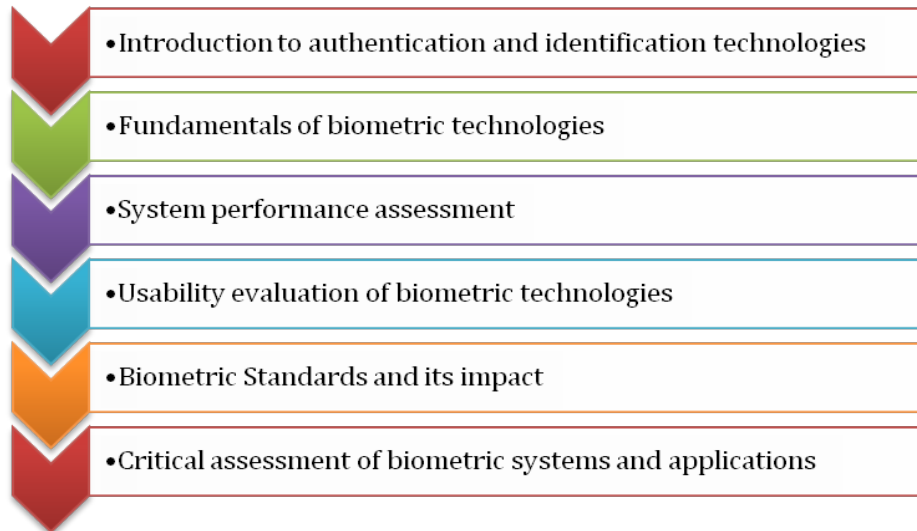 •Introduction to authentication and identification technologies
•Fundamentals of biometric technologies
•System performance assessment
•Usability evaluation of biometric technologies
•Biometric Standards and its impact
•Critical assessment of biometric systems and applications